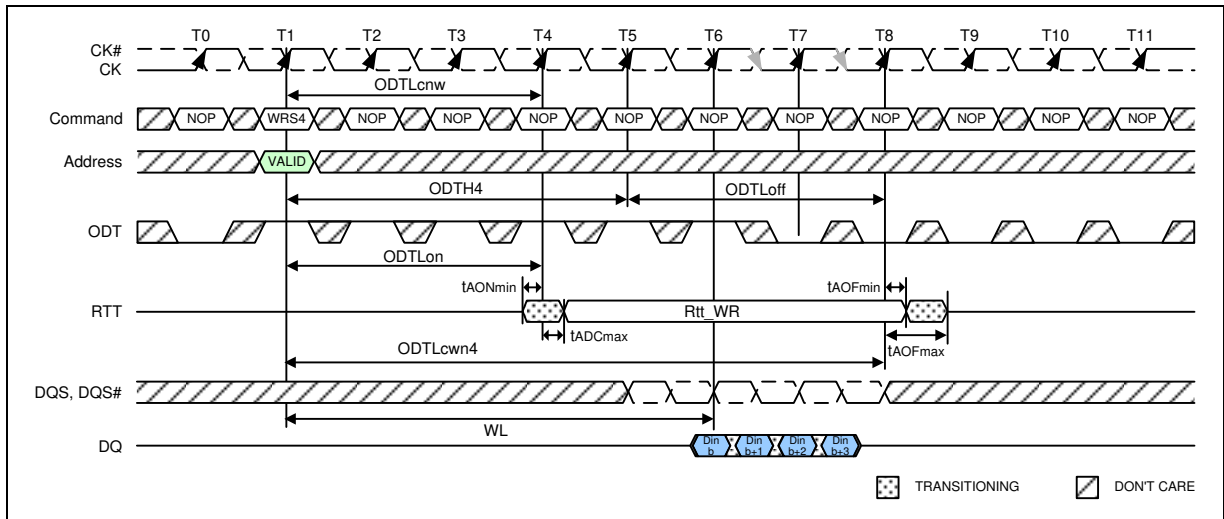 T0 T1 T2 T3 T4 T5 T6 T7 T8 T9 T10 T11
CK#
CK
ODTLcnw
Command NOP WRS4 NOP NOP NOP NOP NOP NOP NOP NOP NOP NOP
Address VALID
ODTH4 ODTLoff
ODT
ODTLon
tAONmin tAOFmin
RTT Rtt_WR
tADCmax tAOFmax
ODTLcwn4
DQS, DQS#
WL
DQ Din b Din b+1 Din b+2 Din b+3
TRANSITIONING DON'T CARE